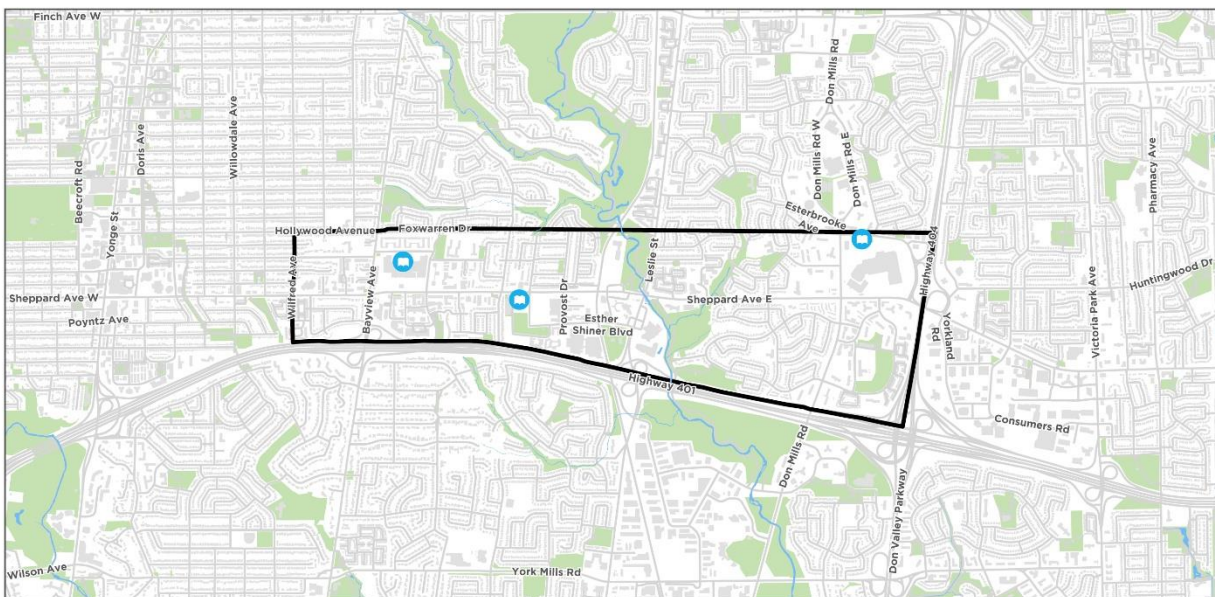 Finch Ave W
Beecroft Rd
Yonge St
Doris Ave
Willowdale Ave
Don Mills Rd
Don Mills Rd W
Don Mills Rd E
Pharmacy Ave
Esterbrooke
Ave
Hollywood Avenue
Foxwarren Dr
Leslie St
Highway 404
Huntingwood Dr
Wilfred Ave
Bayview Ave
Sheppard Ave W
Sheppard Ave E
Poyntz Ave
Provost Dr
Esther
Shiner Blvd
Yorkland
Rd
Victoria Park Ave
Highway 401
Consumers Rd
Don Mills Rd
Don Valley Parkway
Wilson Ave
York Mills Rd